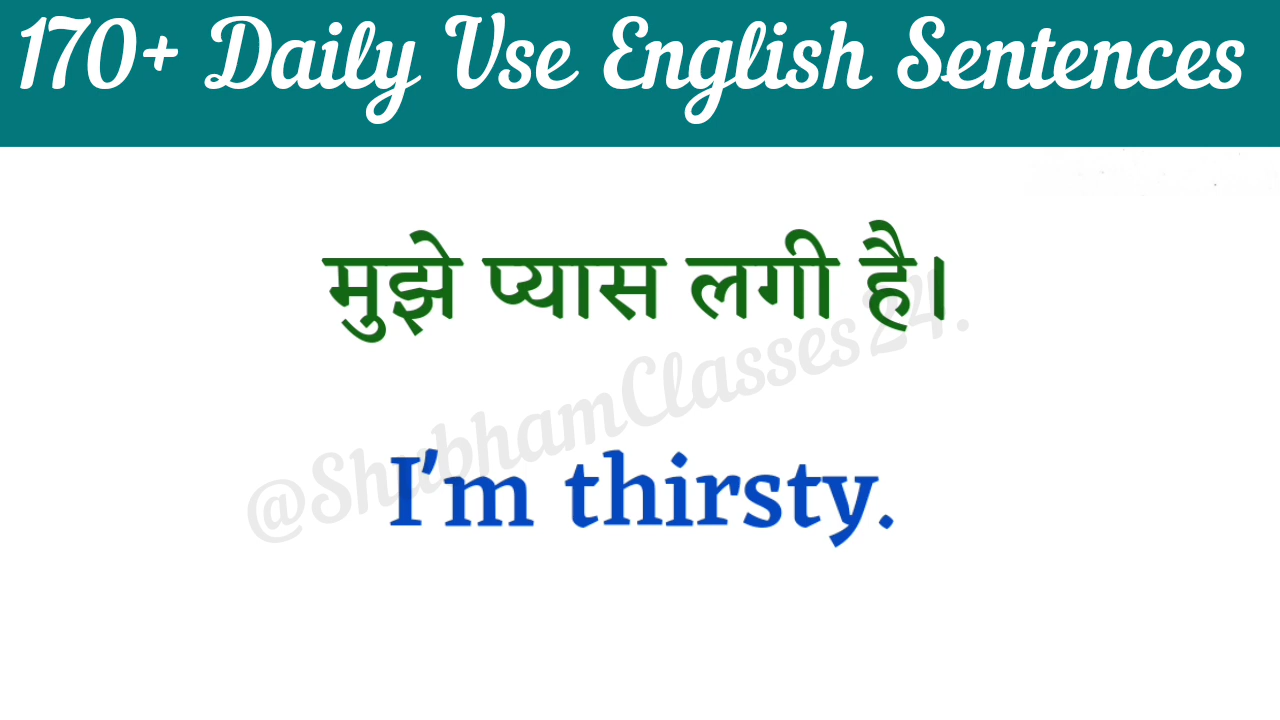 170+ Daily Use English Sentences
मुझे प्यास लगी है।
@ShubhamClasses24.
I'm thirsty.